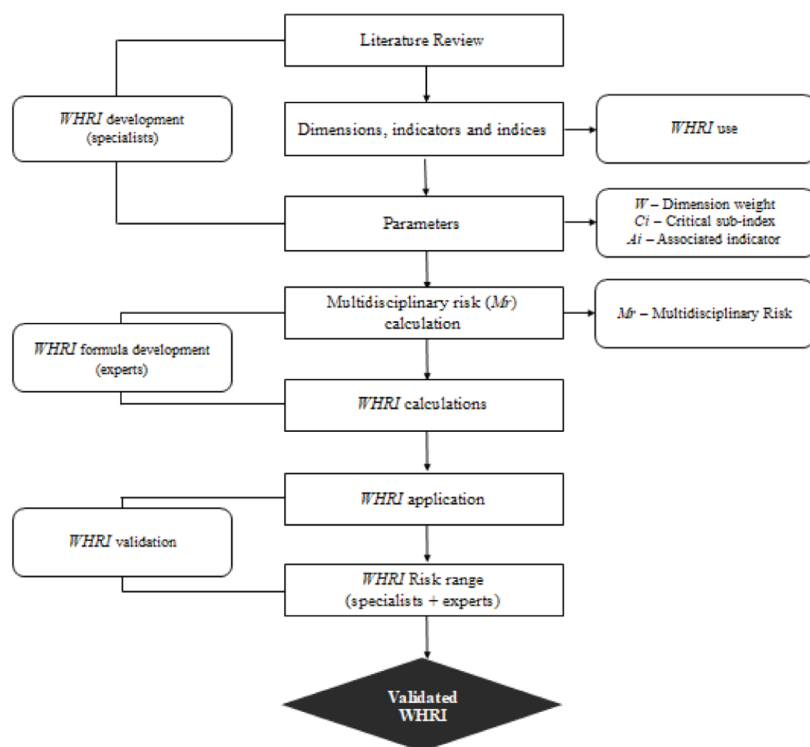 Literature Review
WHRI development
(specialists)
Dimensions, indicators and indices
WHRI use
Parameters
W – Dimension weight
Ci – Critical sub-index
Ai – Associated indicator
Multidisciplinary risk (Mr)
calculation
Mr – Multidisciplinary Risk
WHRI formula development
(experts)
WHRI calculations
WHRI application
WHRI validation
WHRI Risk range
(specialists + experts)
Validated
WHRI